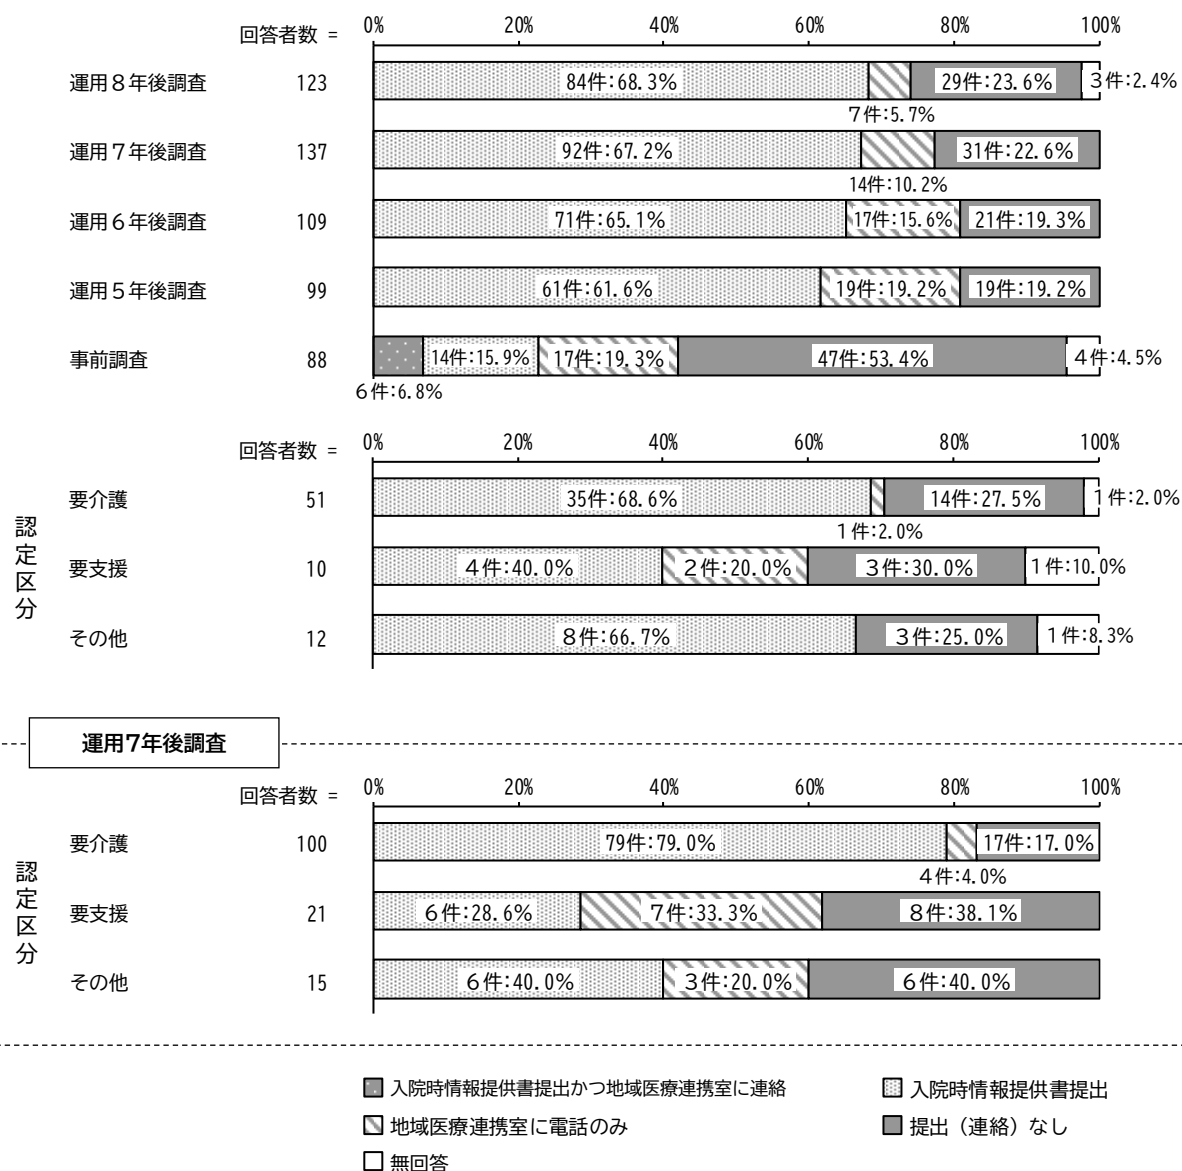 0% 20% 40% 60% 80% 100%
回答者数 =
運用８年後調査 123 84件:68.3% 29件:23.6% ３件:2.4%
７件:5.7%
運用７年後調査 137 92件:67.2% 31件:22.6%
14件:10.2%
運用６年後調査 109 71件:65.1% 17件:15.6% 21件:19.3%
運用５年後調査 99 61件:61.6% 19件:19.2% 19件:19.2%
事前調査 88 14件:15.9% 17件:19.3% 47件:53.4% ４件:4.5%
６件:6.8%
0% 20% 40% 60% 80% 100%
回答者数 =
認定区分
要介護 51 35件:68.6% 14件:27.5% １件:2.0%
１件:2.0%
要支援 10 ４件:40.0% ２件:20.0% ３件:30.0% １件:10.0%
その他 12 ８件:66.7% ３件:25.0% １件:8.3%
運用7年後調査
0% 20% 40% 60% 80% 100%
回答者数 =
認定区分
要介護 100 79件:79.0% 17件:17.0%
４件:4.0%
要支援 21 ６件:28.6% ７件:33.3% ８件:38.1%
その他 15 ６件:40.0% ３件:20.0% ６件:40.0%
入院時情報提供書提出かつ地域医療連携室に連絡 入院時情報提供書提出
地域医療連携室に電話のみ 提出（連絡）なし
無回答